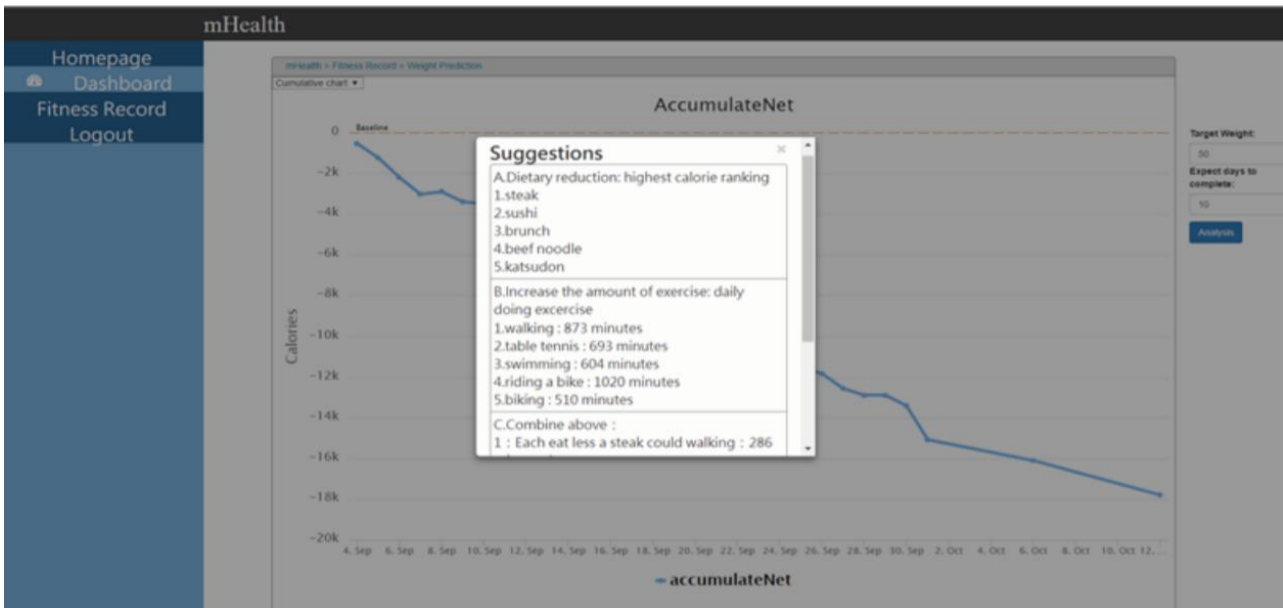 mHealth
Homepage
Dashboard
Fitness Record
Logout
mHealth > Fitness Record > Weight Prediction
Cumulative chart
AccumulateNet
Baseline
0
-2k
-4k
-6k
-8k
-10k
-12k
-14k
-16k
-18k
-20k
Calories
Suggestions
×
A.Dietary reduction: highest calorie ranking
1.steak
2.sushi
3.brunch
4.beef noodle
5.katsudon
B.Increase the amount of exercise: daily
doing excercise
1.walking : 873 minutes
2.table tennis : 693 minutes
3.swimming : 604 minutes
4.riding a bike : 1020 minutes
5.biking : 510 minutes
C.Combine above :
1 : Each eat less a steak could walking : 286
Target Weight:
50
Expect days to
complete:
10
Analysis
4. Sep 6. Sep 8. Sep 10. Sep 12. Sep 14. Sep 16. Sep 18. Sep 20. Sep 22. Sep 24. Sep 26. Sep 28. Sep 30. Sep 2. Oct 4. Oct 6. Oct 8. Oct 10. Oct 12. ...
accumulateNet